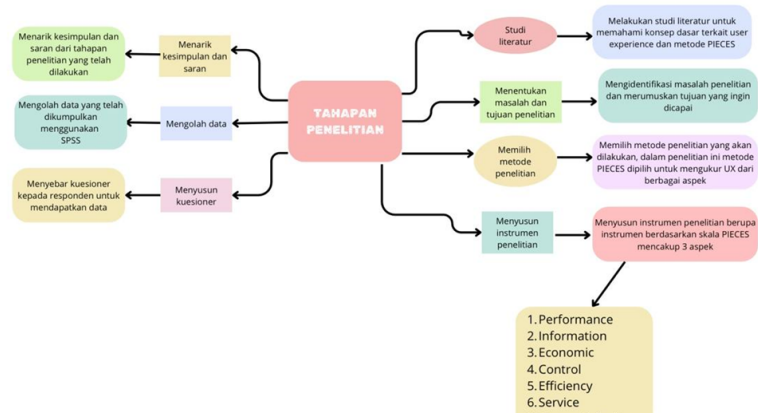 TAHAPAN
PENELITIAN
Studi
literatur
Melakukan studi literatur untuk
memahami konsep dasar terkait user
experience dan metode PIECES
Menentukan
masalah dan
tujuan penelitian
Mengidentifikasi masalah penelitian
dan merumuskan tujuan yang ingin
dicapai
Memilih
metode
penelitian
Memilih metode penelitian yang akan
dilakukan, dalam penelitian ini metode
PIECES dipilih untuk mengukur UX dari
berbagai aspek
Menyusun
instrumen
penelitian
Menyusun instrumen penelitian berupa
instrumen berdasarkan skala PIECES
mencakup 3 aspek
1. Performance
2. Information
3. Economic
4. Control
5. Efficiency
6. Service
Menyusun
kuesioner
Menyebar kuesioner
kepada responden untuk
mendapatkan data
Mengolah data
Mengolah data yang telah
dikumpulkan
menggunakan
SPSS
Menarik
kesimpulan dan
saran
Menarik kesimpulan dan
saran dari tahapan
penelitian yang telah
dilakukan